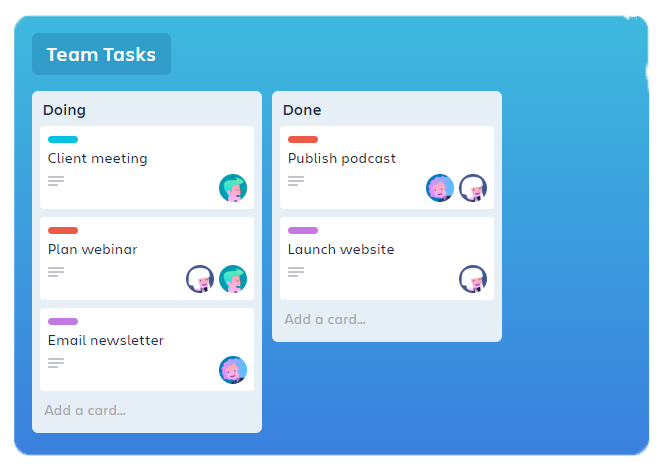 Team Tasks
Doing
Client meeting
Plan webinar
Email newsletter
Add a card...
Done
Publish podcast
Launch website
Add a card...